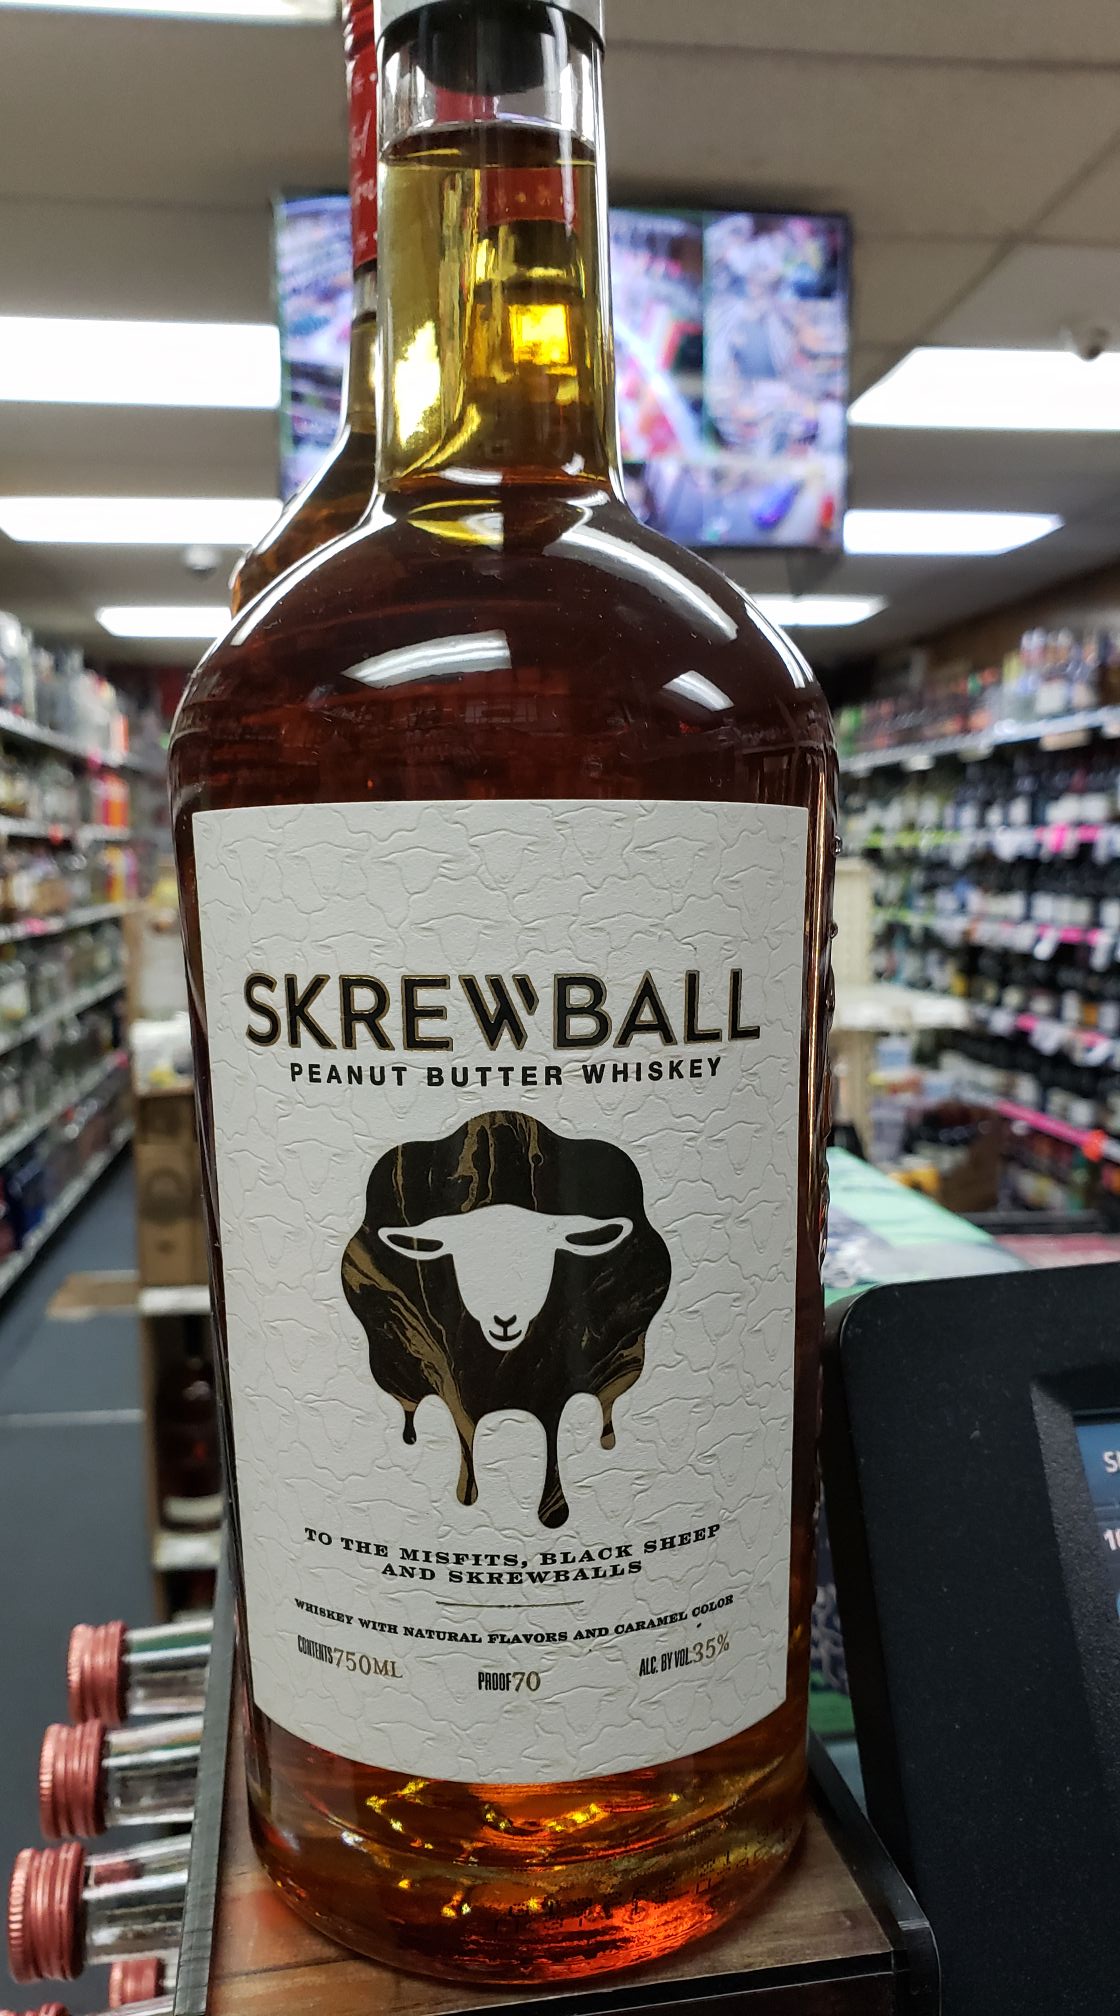 SKREWBALL
PEANUT BUTTER WHISKEY
TO THE MISFITS, BLACK SHEEP
AND SKREWBALLS
WHISKEY WITH NATURAL FLAVORS AND CARAMEL COLOR
CONTENTS 750ML
PROOF 70
ALC. BY VOL. 35%